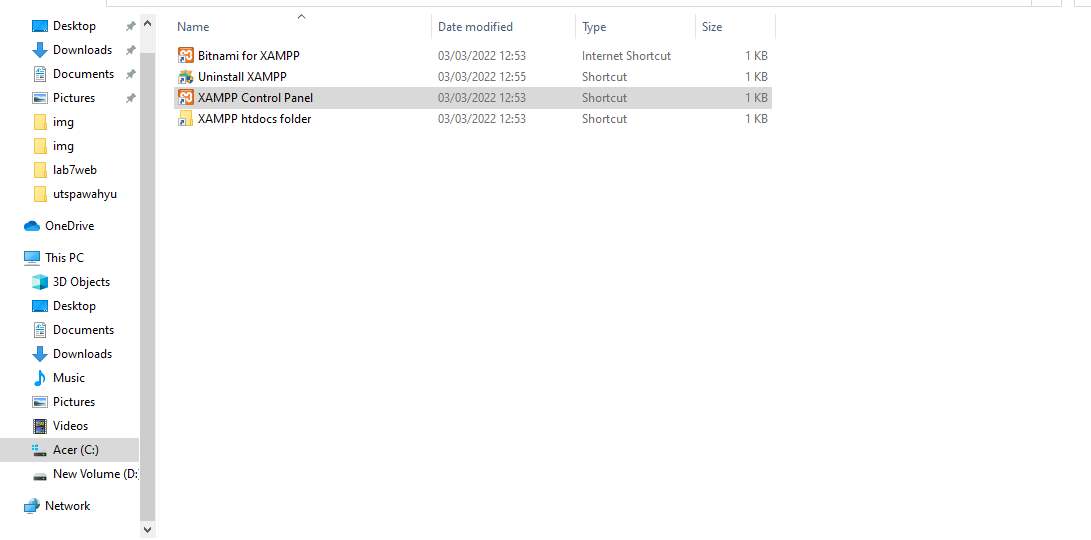 Name Date modified Type Size
Bitnami for XAMPP 03/03/2022 12:53 Internet Shortcut 1 KB
Uninstall XAMPP 03/03/2022 12:55 Shortcut 1 KB
XAMPP Control Panel 03/03/2022 12:53 Shortcut 1 KB
XAMPP htdocs folder 03/03/2022 12:53 Shortcut 1 KB
Desktop
Downloads
Documents
Pictures
img
img
lab7web
utspawahyu
OneDrive
This PC
3D Objects
Desktop
Documents
Downloads
Music
Pictures
Videos
Acer (C:)
New Volume (D:
Network